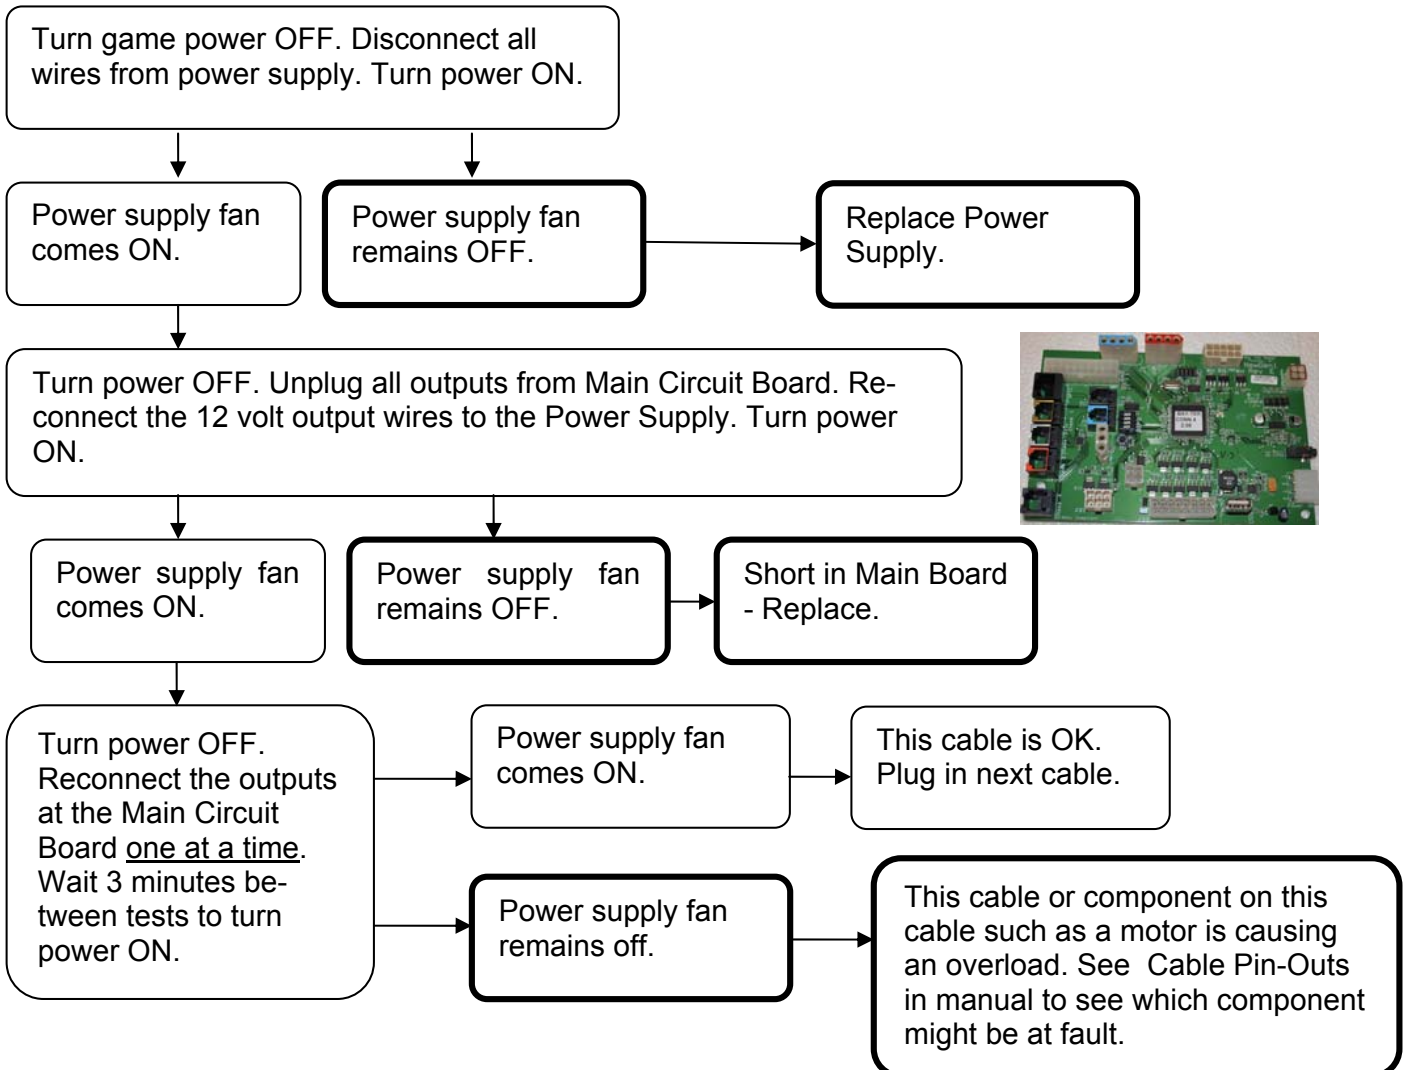 Turn game power OFF. Disconnect all
wires from power supply. Turn power ON.
Power supply fan
comes ON.
Power supply fan
remains OFF.
Replace Power
Supply.
Turn power OFF. Unplug all outputs from Main Circuit Board. Re-
connect the 12 volt output wires to the Power Supply. Turn power
ON.
Power supply fan
comes ON.
Power supply fan
remains OFF.
Short in Main Board
- Replace.
Turn power OFF.
Reconnect the outputs
at the Main Circuit
Board one at a time.
Wait 3 minutes be-
tween tests to turn
power ON.
Power supply fan
comes ON.
This cable is OK.
Plug in next cable.
Power supply fan
remains off.
This cable or component on this
cable such as a motor is causing
an overload. See  Cable Pin-Outs
in manual to see which component
might be at fault.